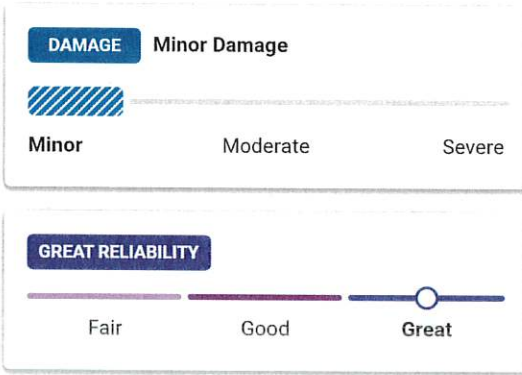 DAMAGE Minor Damage
Minor Moderate Severe
GREAT RELIABILITY
Fair Good Great